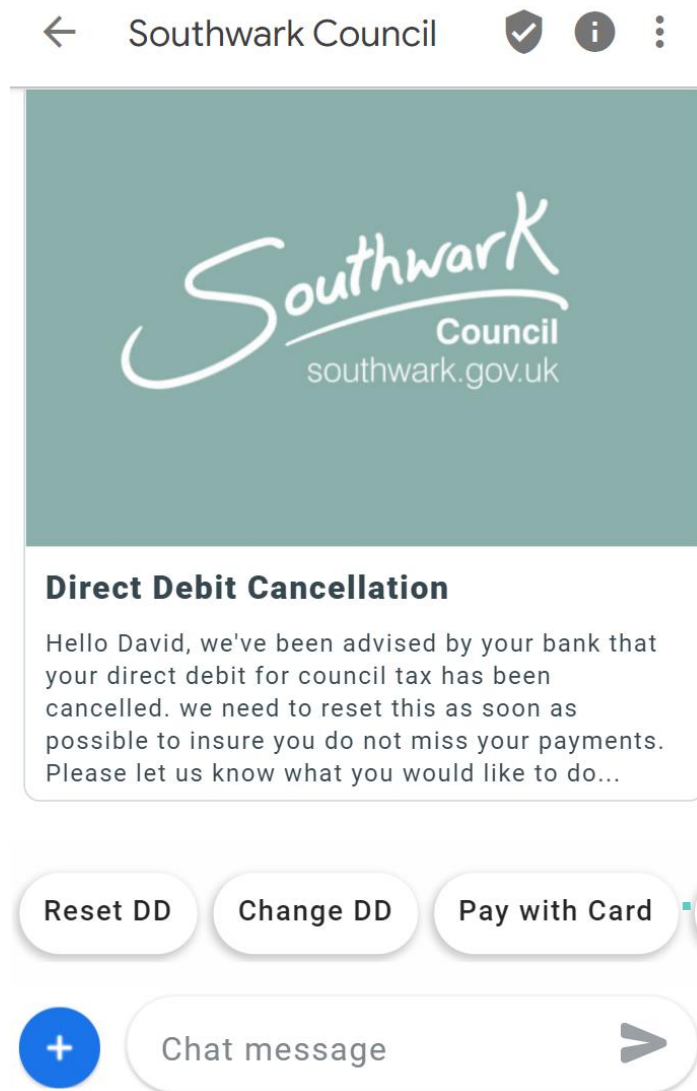 Southwark Council
Southwark
Council
southwark.gov.uk
Direct Debit Cancellation
Hello David, we've been advised by your bank that
your direct debit for council tax has been
cancelled. we need to reset this as soon as
possible to insure you do not miss your payments.
Please let us know what you would like to do...
Reset DD
Change DD
Pay with Card
Chat message